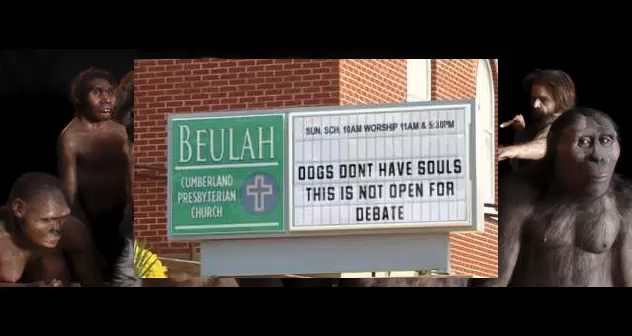 BEULAH
CUMBERLAND
PRESBYTERIAN
CHURCH
SUN, SCH, 10AM WORSHIP 11AM & 5:30PM
DOGS DONT HAVE SOULS
THIS IS NOT OPEN FOR
DEBATE